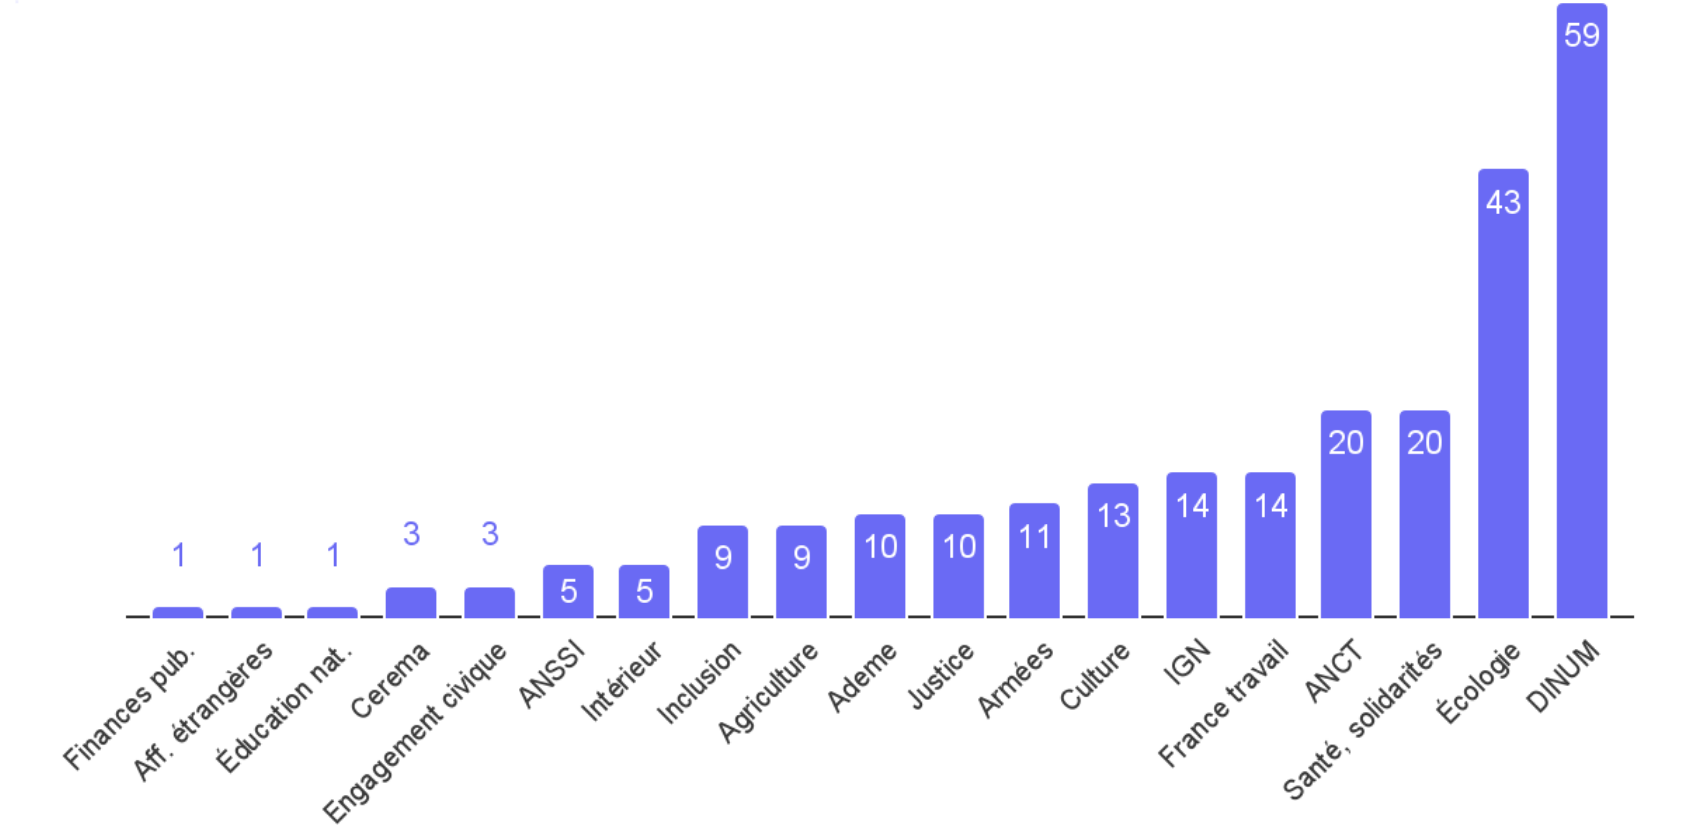 1
1
1
3
3
5
5
9
9
10
10
11
13
14
14
20
20
43
59
Finances pub.
Aff. étrangères
Éducation nat.
Cerema
Engagement civique
ANSSI
Intérieur
Inclusion
Agriculture
Ademe
Justice
Armées
Culture
IGN
France travail
ANCT
Santé, solidarités
Écologie
DINUM